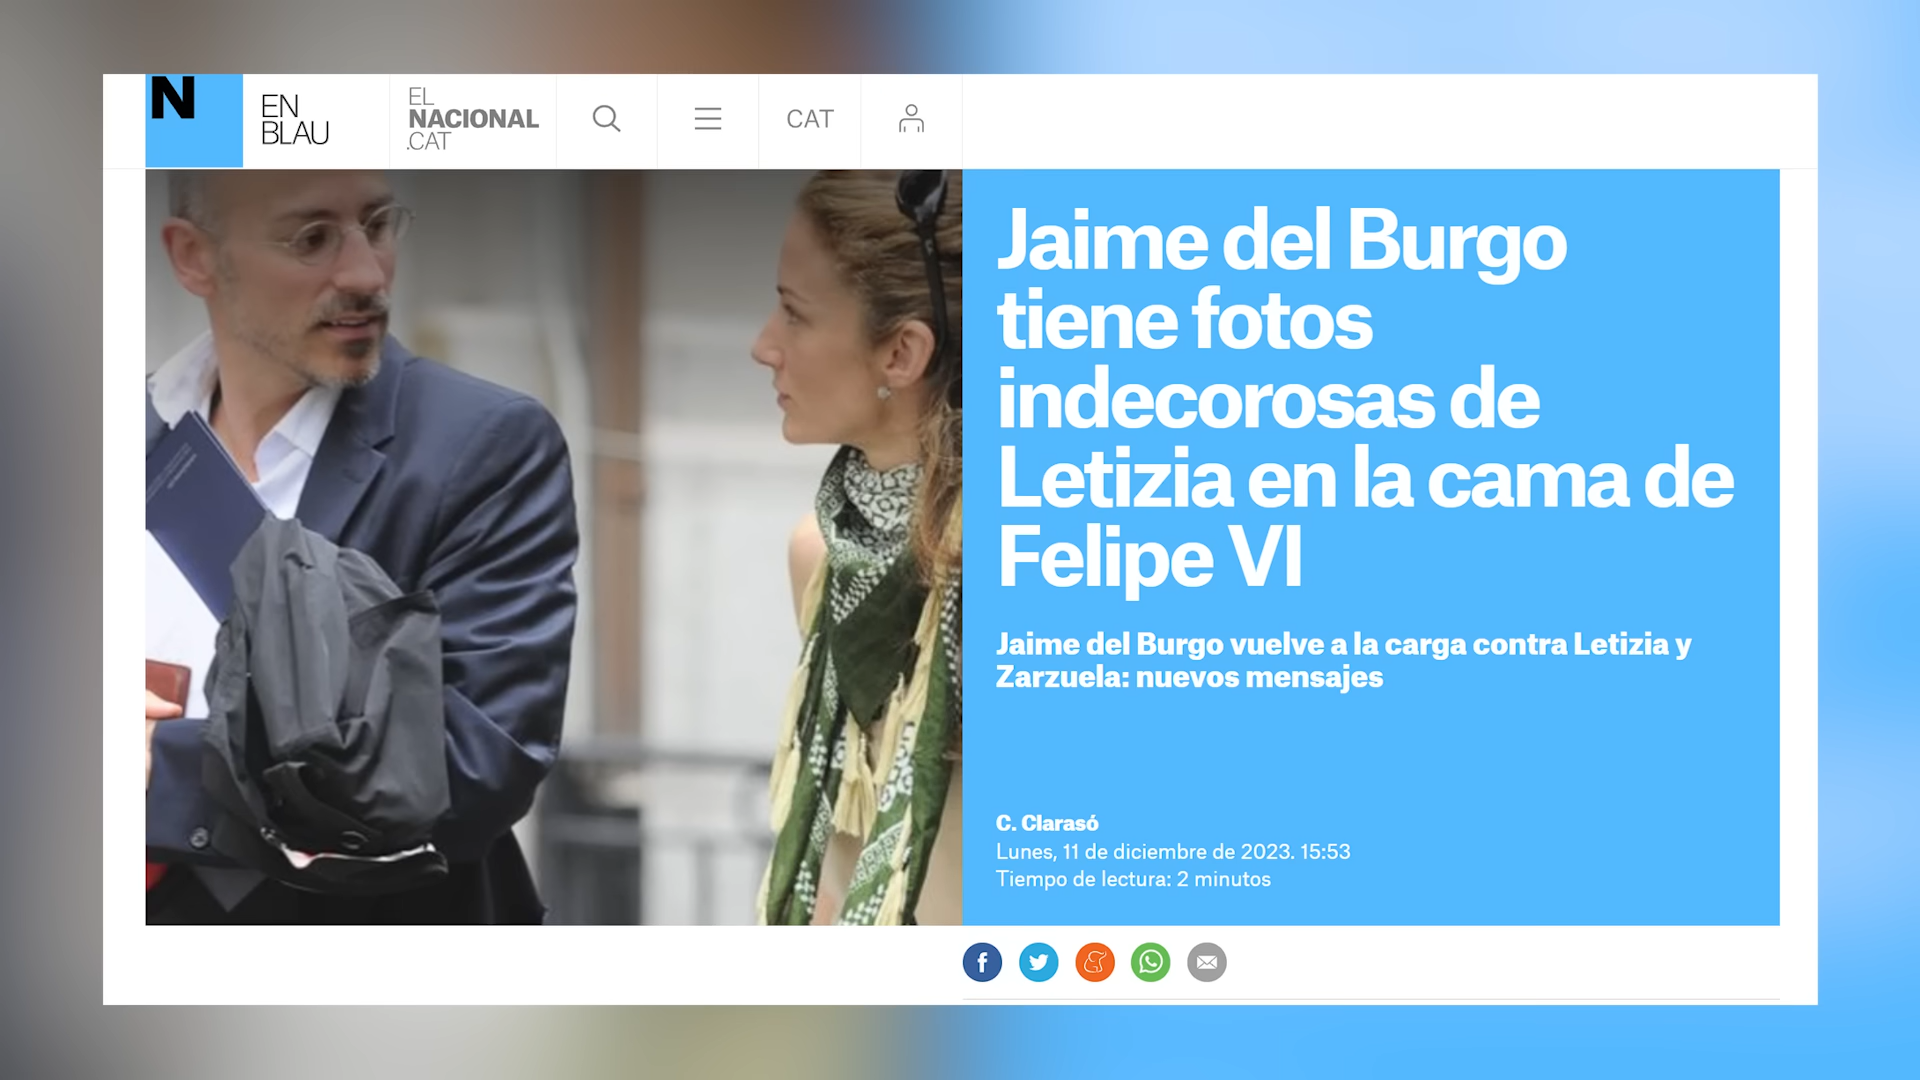 N
EN
BLAU
EL
NACIONAL
.CAT
CAT
Jaime del Burgo
tiene fotos
indecorosas de
Letizia en la cama de
Felipe VI
Jaime del Burgo vuelve a la carga contra Letizia y
Zarzuela: nuevos mensajes
C. Clarasó
Lunes, 11 de diciembre de 2023. 15:53
Tiempo de lectura: 2 minutos